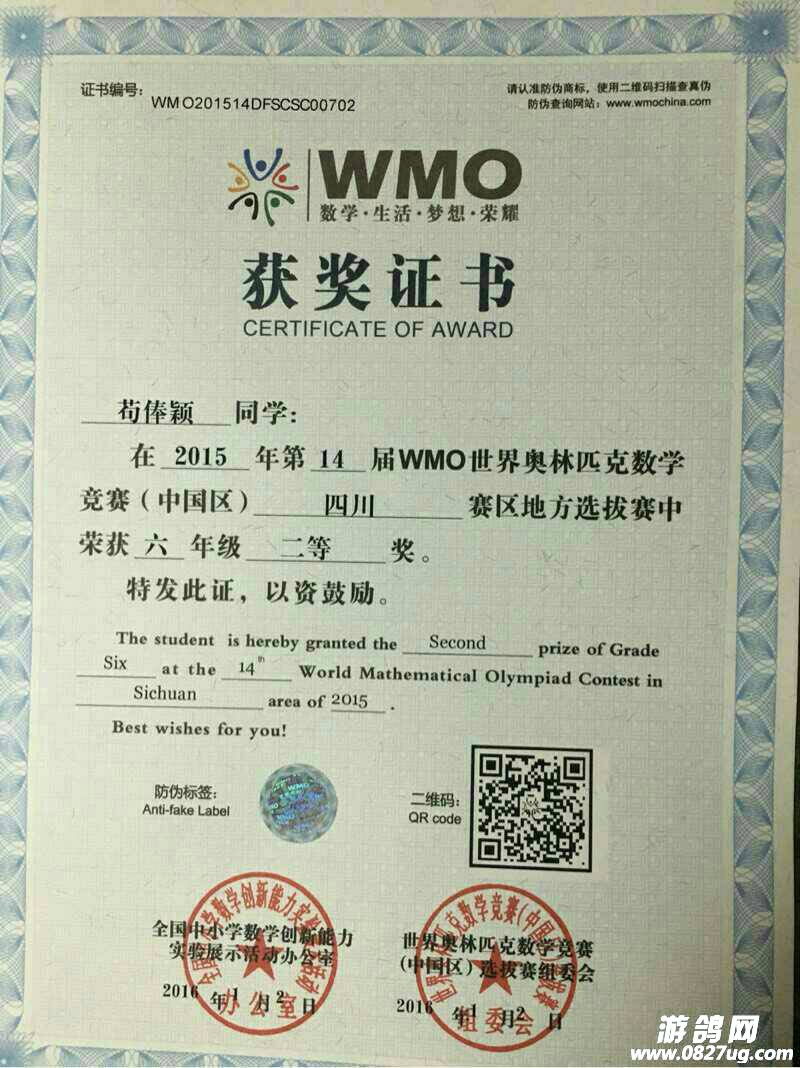 证书编号: WMO201514DFSCSC00702
请认准防伪商标，使用二维码扫描查真伪
防伪查询网站：www.wmochina.com
WMO
数学·生活·梦想·荣耀
获奖证书
CERTIFICATE OF AWARD
荀俸颖 同学:
在 2015 年第 14 届WMO世界奥林匹克数学
竞赛（中国区） 四川 赛区地方选拔赛中
荣获 六 年级 二等 奖。
特发此证，以资鼓励。
The student is hereby granted the Second prize of Grade
Six at the 14th World Mathematical Olympiad Contest in
Sichuan area of 2015 .
Best wishes for you!
防伪标签:
Anti-fake Label
WMO
二维码:
QR code
全国中小学数学创新能力
实验展示活动办公室
2016 年 1 月 2 日
办公室
世界奥林匹克数学竞赛
(中国区）选拔赛组委会
2016 年 1 月 2 日
组委会
游鸽网
www.0827ug.com